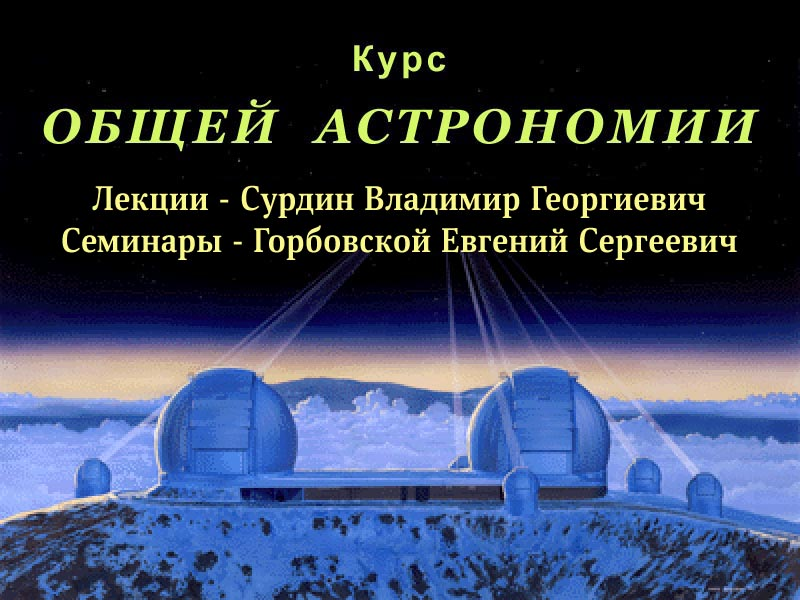 Курс
ОБЩЕЙ АСТРОНОМИИ
Лекции - Сурдин Владимир Георгиевич
Семинары - Горбовской Евгений Сергеевич